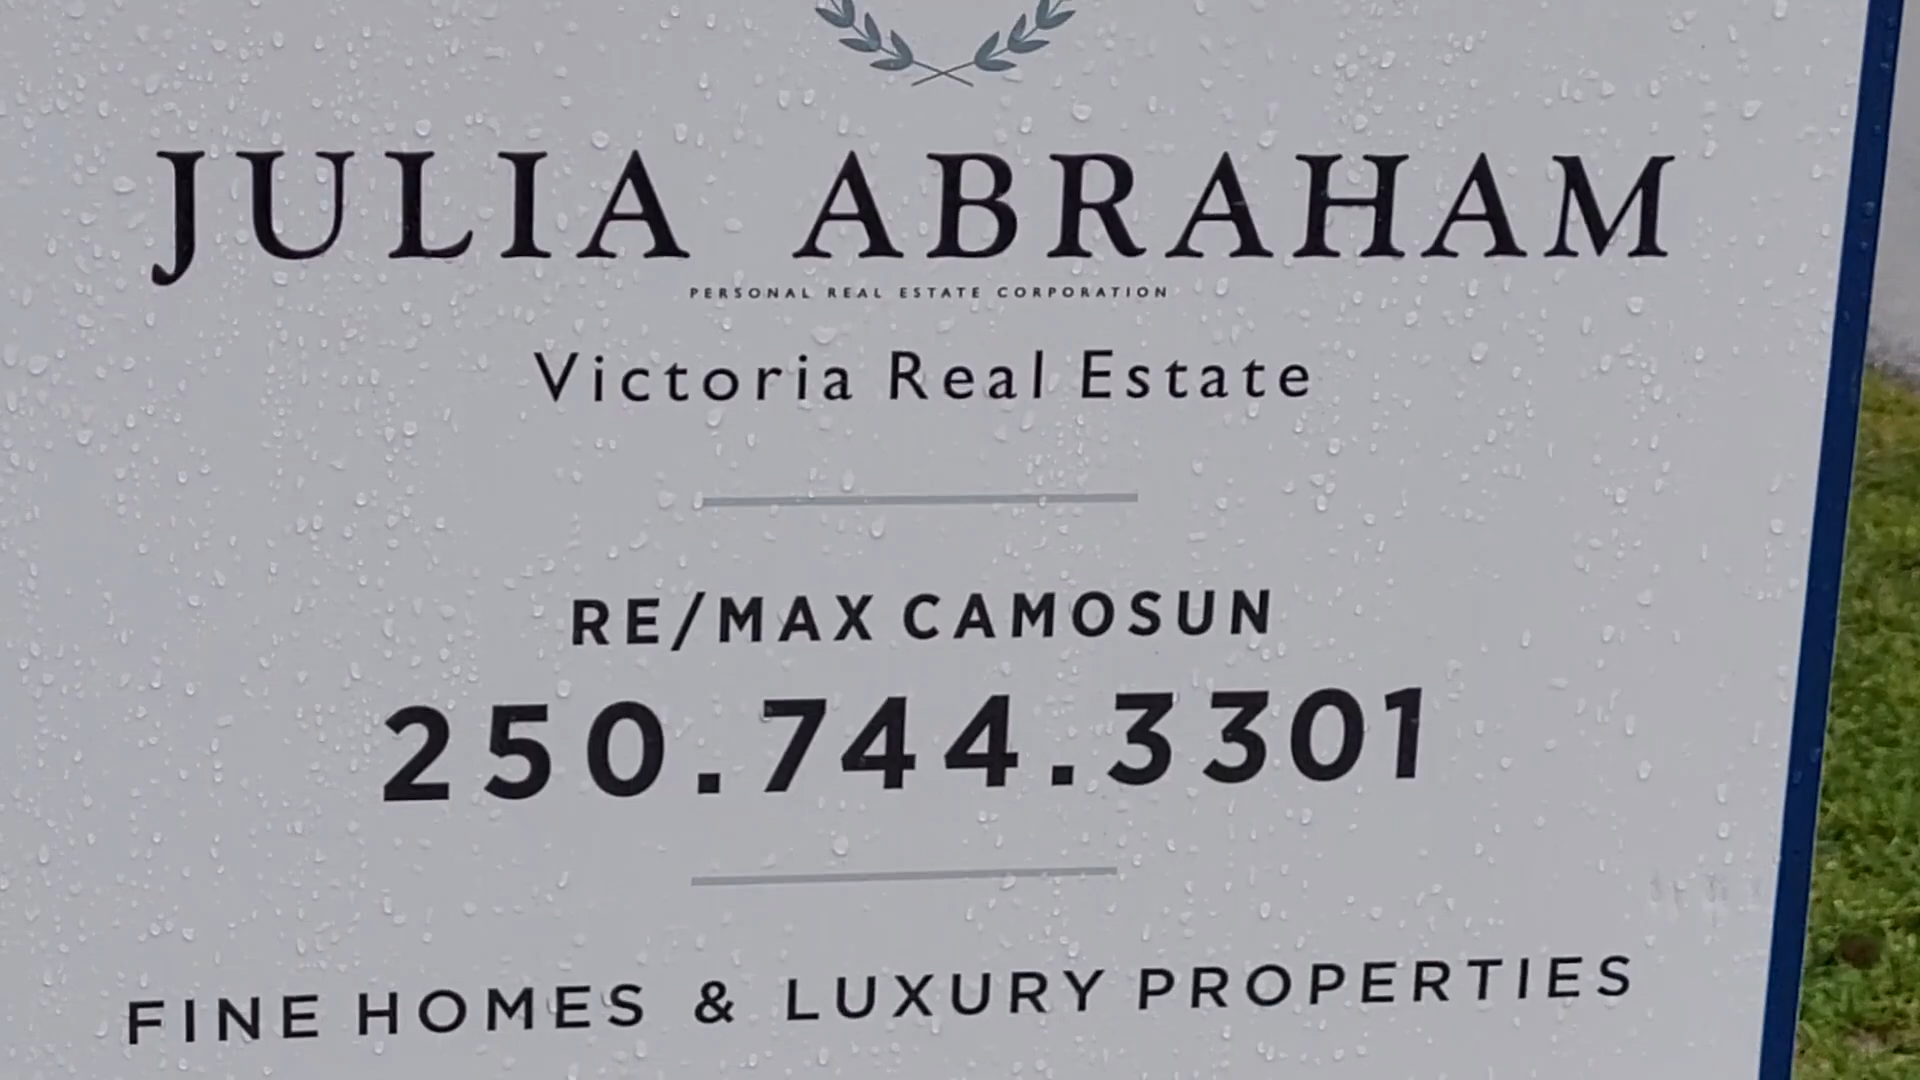 JULIA ABRAHAM
PERSONAL REAL ESTATE CORPORATION
Victoria Real Estate
RE/MAX CAMOSUN
250.744.3301
FINE HOMES & LUXURY PROPERTIES